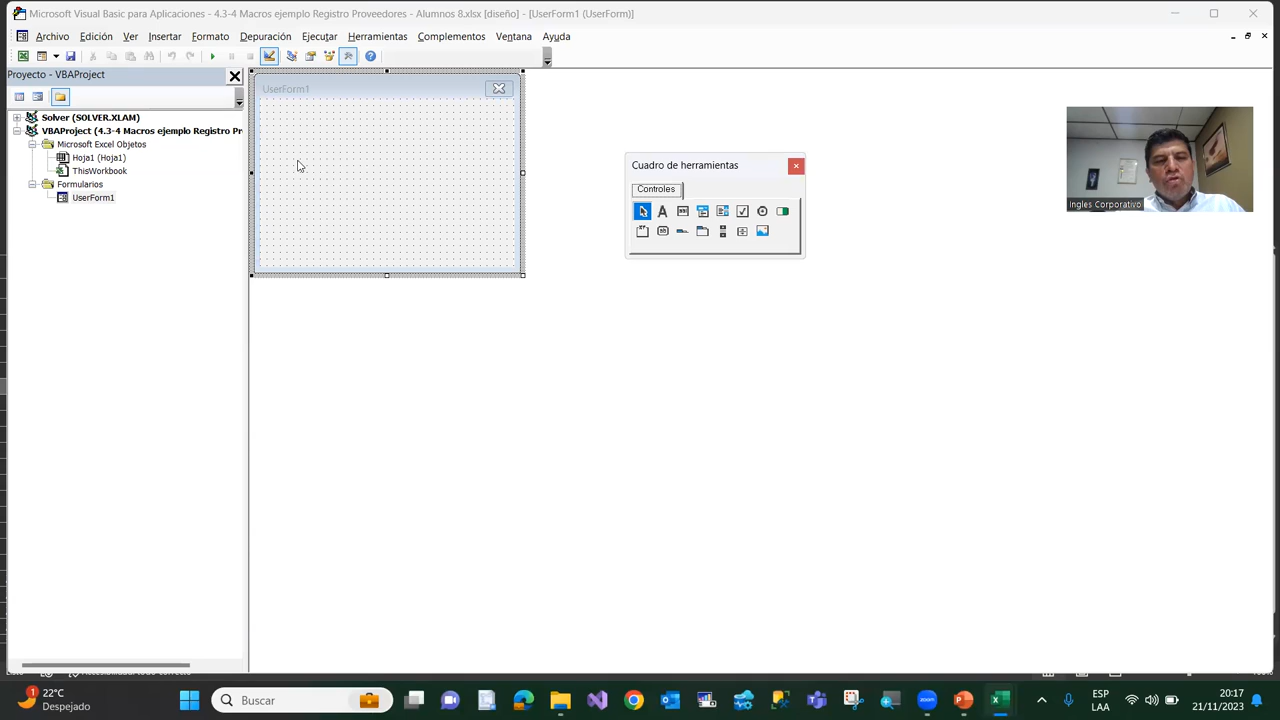 Microsoft Visual Basic para Aplicaciones - 4.3-4 Macros ejemplo Registro Proveedores - Alumnos 8.xlsx [diseño] - [UserForm1 (UserForm)]
Archivo Edición Ver Insertar Formato Depuración Ejecutar Herramientas Complementos Ventana Ayuda
Proyecto - VBAProject
UserForm1
Solver (SOLVER.XLAM)
VBAProject (4.3-4 Macros ejemplo Registro Pr
Microsoft Excel Objetos
Hoja1 (Hoja1)
ThisWorkbook
Formularios
UserForm1
Cuadro de herramientas
Controles
Ingles Corporativo
22°C
Despejado
1
Buscar
ESP
LAA
20:17
21/11/2023